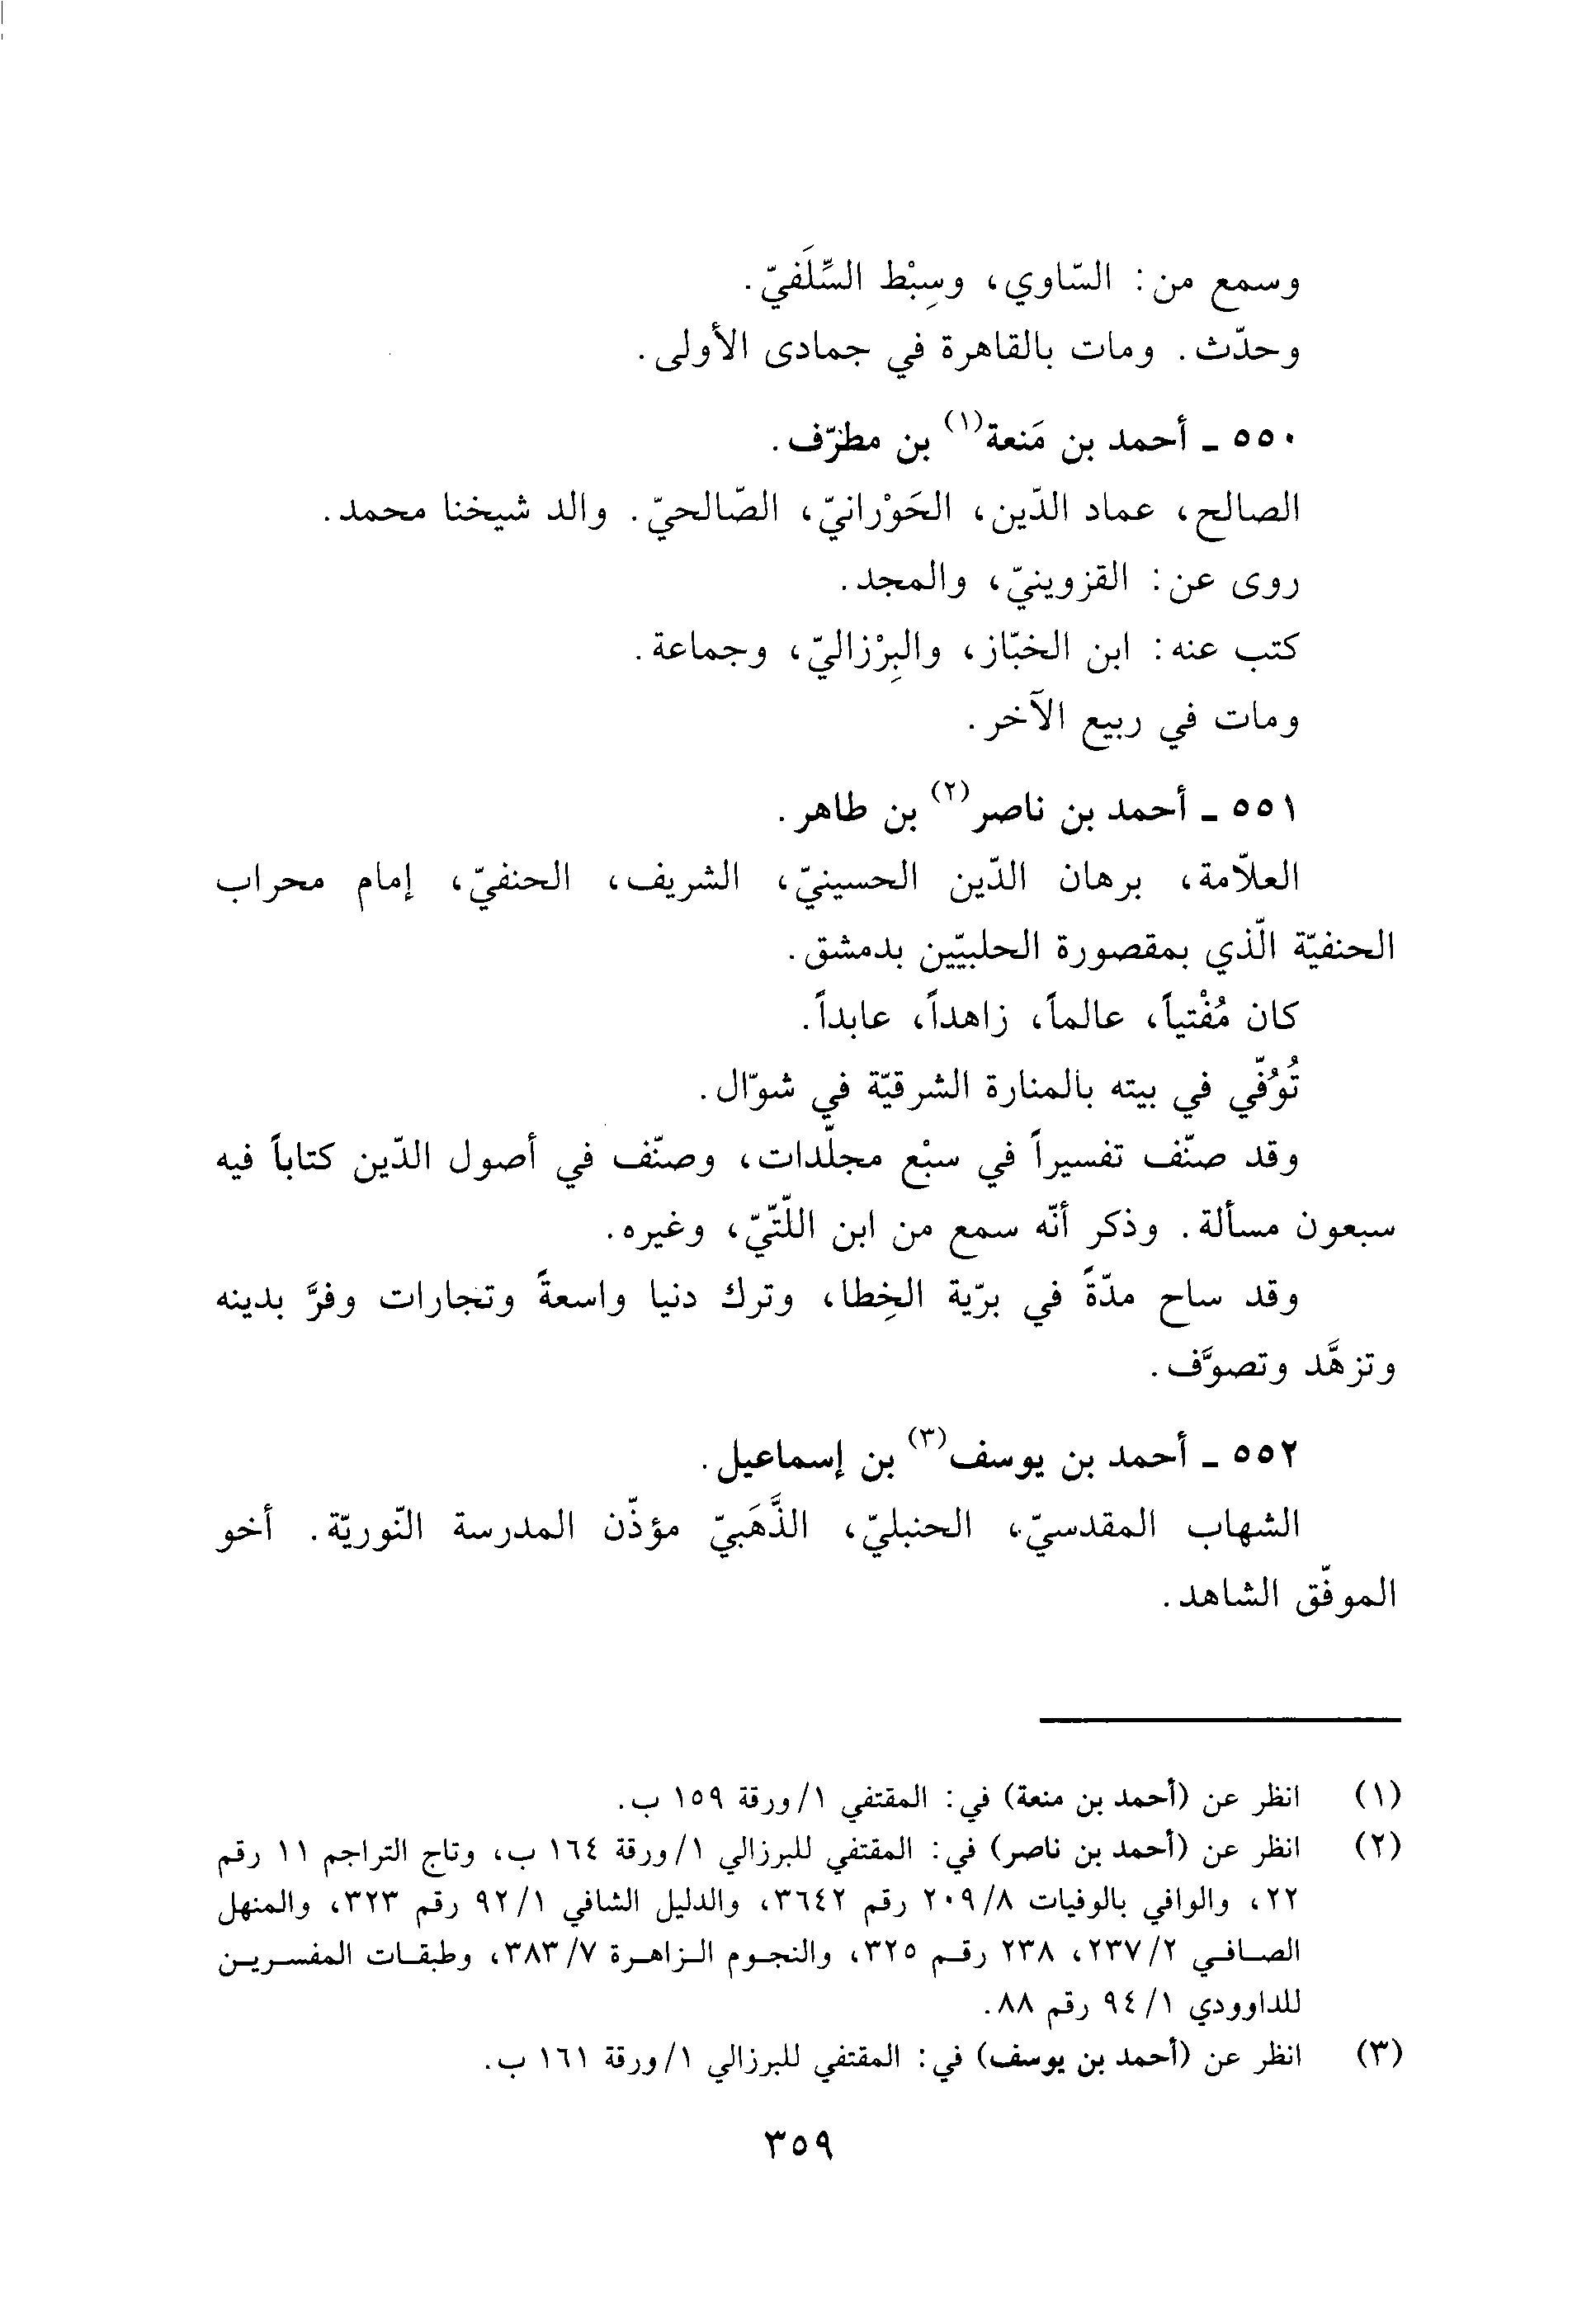 وسمع من: السّاوي، وسِبْط السِّلَفيّ.
وحدّث. ومات بالقاهرة في جمادى الأولى.
٥٥٠ ـ أحمد بن مَنعة(١) بن مطرّف.
الصالح، عماد الدّين، الحَوْرانيّ، الصّالحيّ. والد شيخنا محمد.
روى عن: القزوينيّ، والمجد.
كتب عنه: ابن الخبّاز، والبِرْزاليّ، وجماعة.
ومات في ربيع الآخر.
٥٥١ ـ أحمد بن ناصر(٢) بن طاهر.
العلاّمة، برهان الدّين الحسينيّ، الشريف، الحنفيّ، إمام محراب
الحنفيّة الّذي بمقصورة الحلبيّين بدمشق.
كان مُفْتياً، عالماً، زاهداً، عابداً.
تُوُفّي في بيته بالمنارة الشرقيّة في شوّال.
وقد صنّف تفسيراً في سبْع مجلّدات، وصنّف في أصول الدّين كتاباً فيه
سبعون مسألة. وذكر أنّه سمع من ابن اللّتّيّ، وغيره.
وقد ساح مدّةً في برّية الخِطا، وترك دنيا واسعةً وتجارات وفرَّ بدينه
وتزهَّد وتصوَّف.
٥٥٢ ـ أحمد بن يوسف(٣) بن إسماعيل.
الشهاب المقدسيّ، الحنبليّ، الذَّهَبيّ مؤذّن المدرسة النّوريّة. أخو
الموفّق الشاهد.
(١) انظر عن (أحمد بن منعة) في: المقتفي ١/ورقة ١٥٩ ب.
(٢) انظر عن (أحمد بن ناصر) في: المقتفي للبرزالي ١/ورقة ١٦٤ ب، وتاج التراجم ١١ رقم
٢٢، والوافي بالوفيات ٢٠٩/٨ رقم ٣٦٤٢، والدليل الشافي ٩٢/١ رقم ٣٢٣، والمنهل
الصافي ٢٣٧/٢، ٢٣٨ رقم ٣٢٥، والنجوم الزاهرة ٣٨٣/٧، وطبقات المفسرين
للداوودي ٩٤/١ رقم ٨٨.
(٣) انظر عن (أحمد بن يوسف) في: المقتفي للبرزالي ١/ورقة ١٦١ ب.
٣٥٩